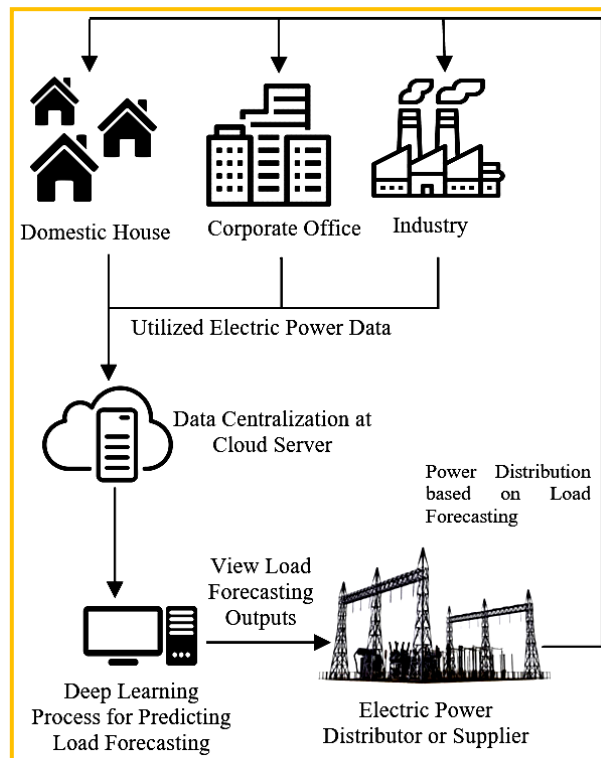 Domestic House
Corporate Office
Industry
Utilized Electric Power Data
Data Centralization at
Cloud Server
Power Distribution
based on Load
Forecasting
View Load
Forecasting
Outputs
Deep Learning
Process for Predicting
Load Forecasting
Electric Power
Distributor or Supplier